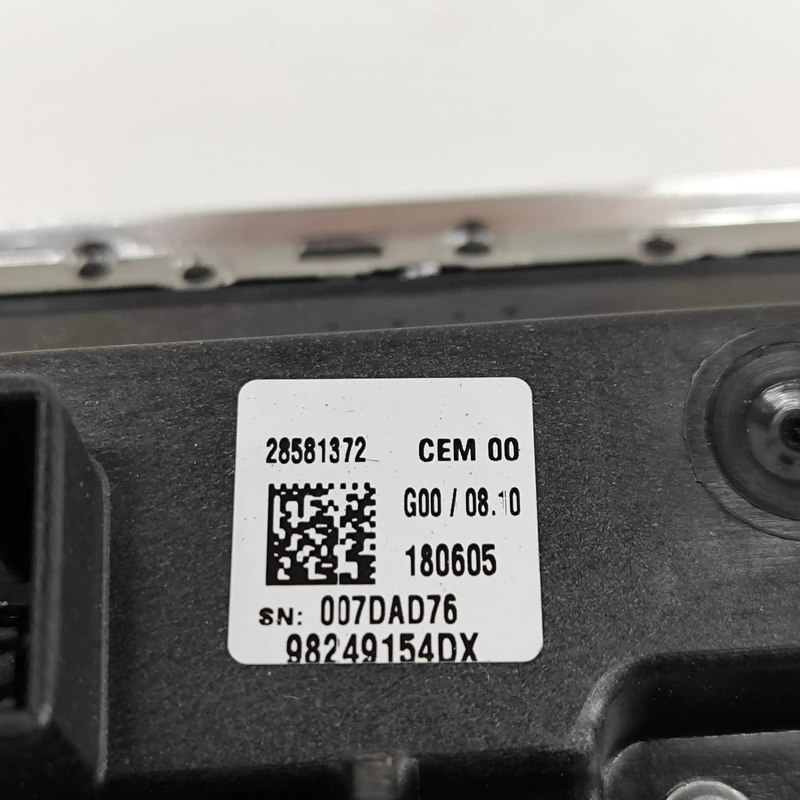 28581372 CEM 00
G00 / 08.10
180605
SN: 007DAD76
98249154DX